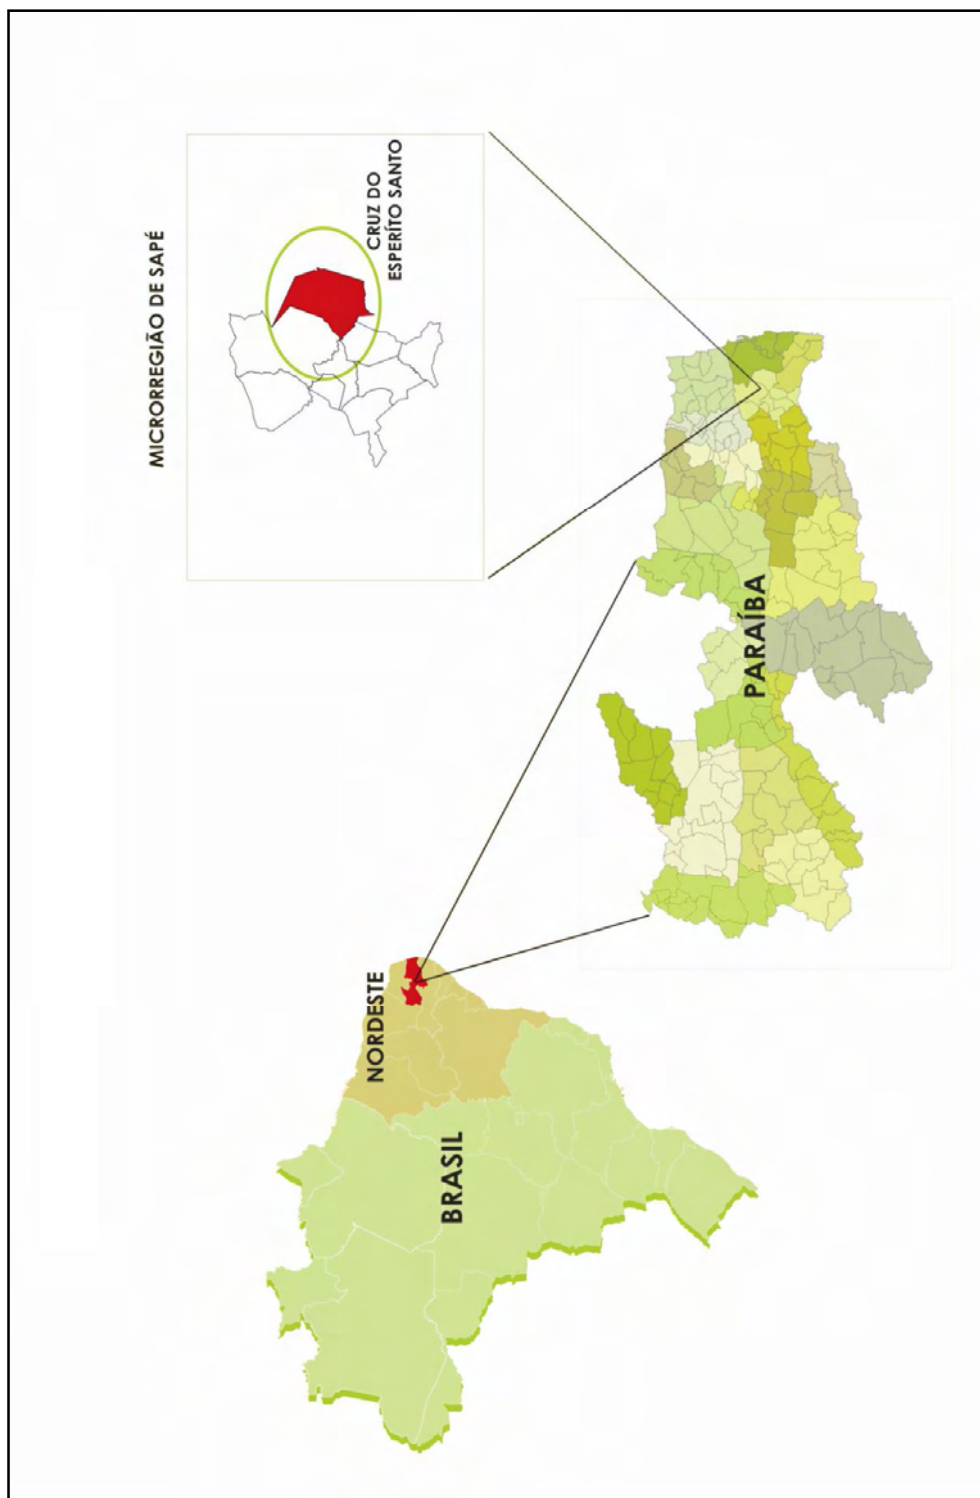 MICRORREGIÃO DE SAPÉ
CRUZ DO
ESPERÍTO SANTO
NORDESTE
BRASIL
PARAÍBA